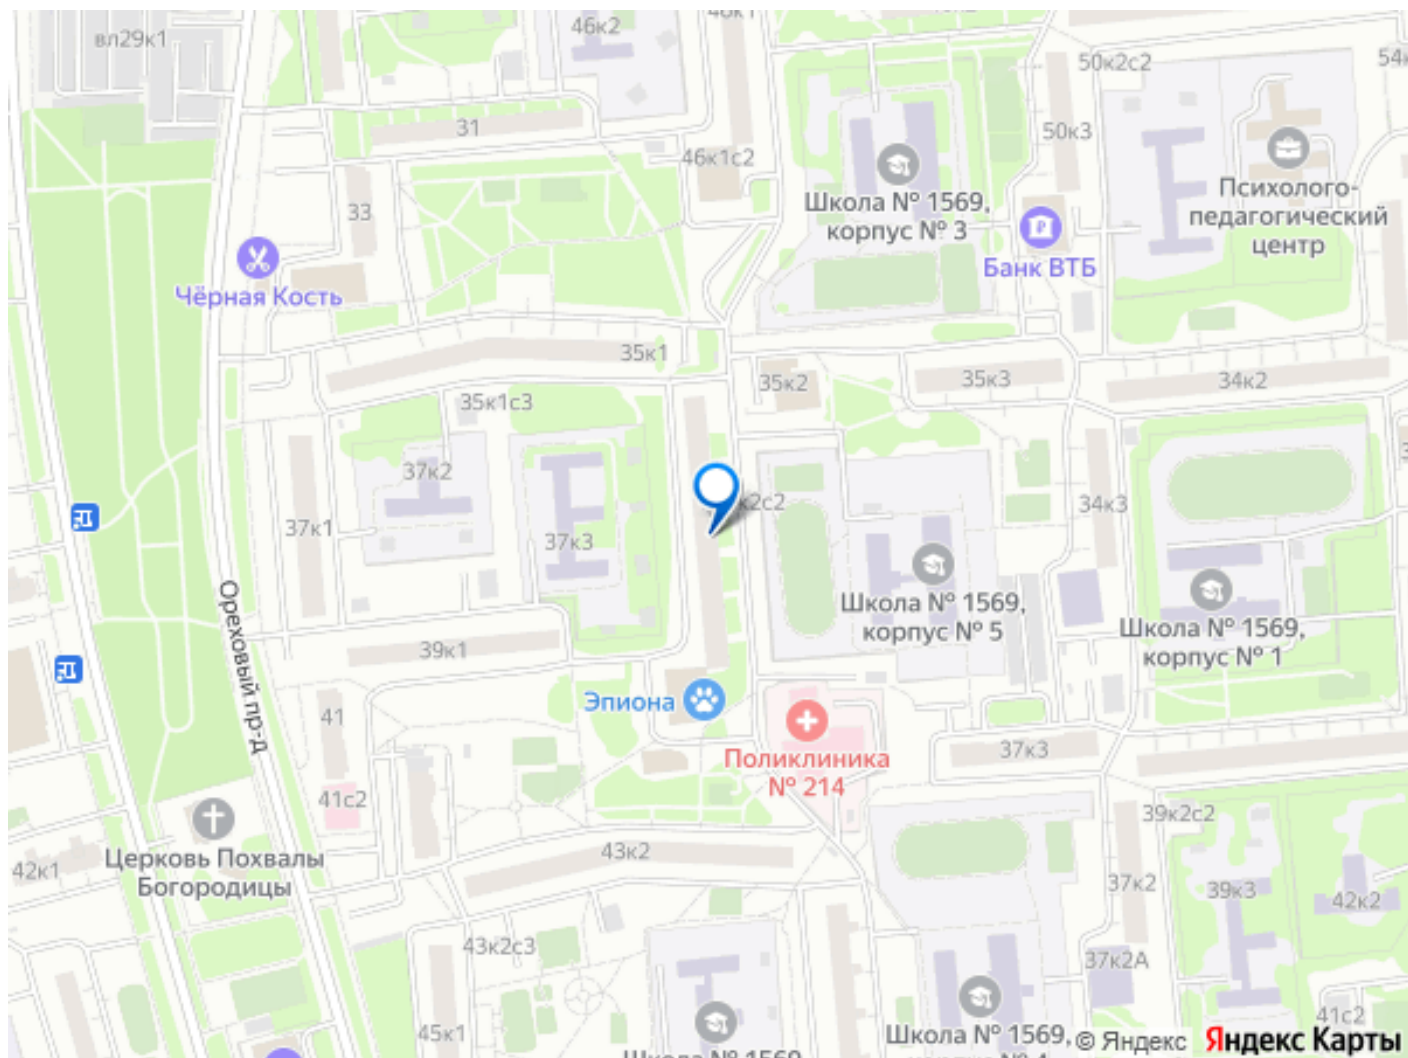 вл29к1
46к2
50к2с2
31
50к3
46к1с2
Школа № 1569,
корпус № 3
Психолого-
педагогический
центр
33
Банк ВТБ
Чёрная Кость
35к1
35к2
35к3
34к2
35к1с3
37к2
к2с2
34к3
37к1
37к3
Ореховый пр-д
Школа № 1569,
корпус № 5
Школа № 1569,
корпус № 1
39к1
Эпиона
41
Поликлиника
№ 214
37к3
41с2
39к2с2
43к2
Церковь Похвалы
Богородицы
42к1
37к2
39к3
42к2
43к2с3
37к2А
45к1
Школа № 1569,
41с2
© Яндекс
Яндекс Карты